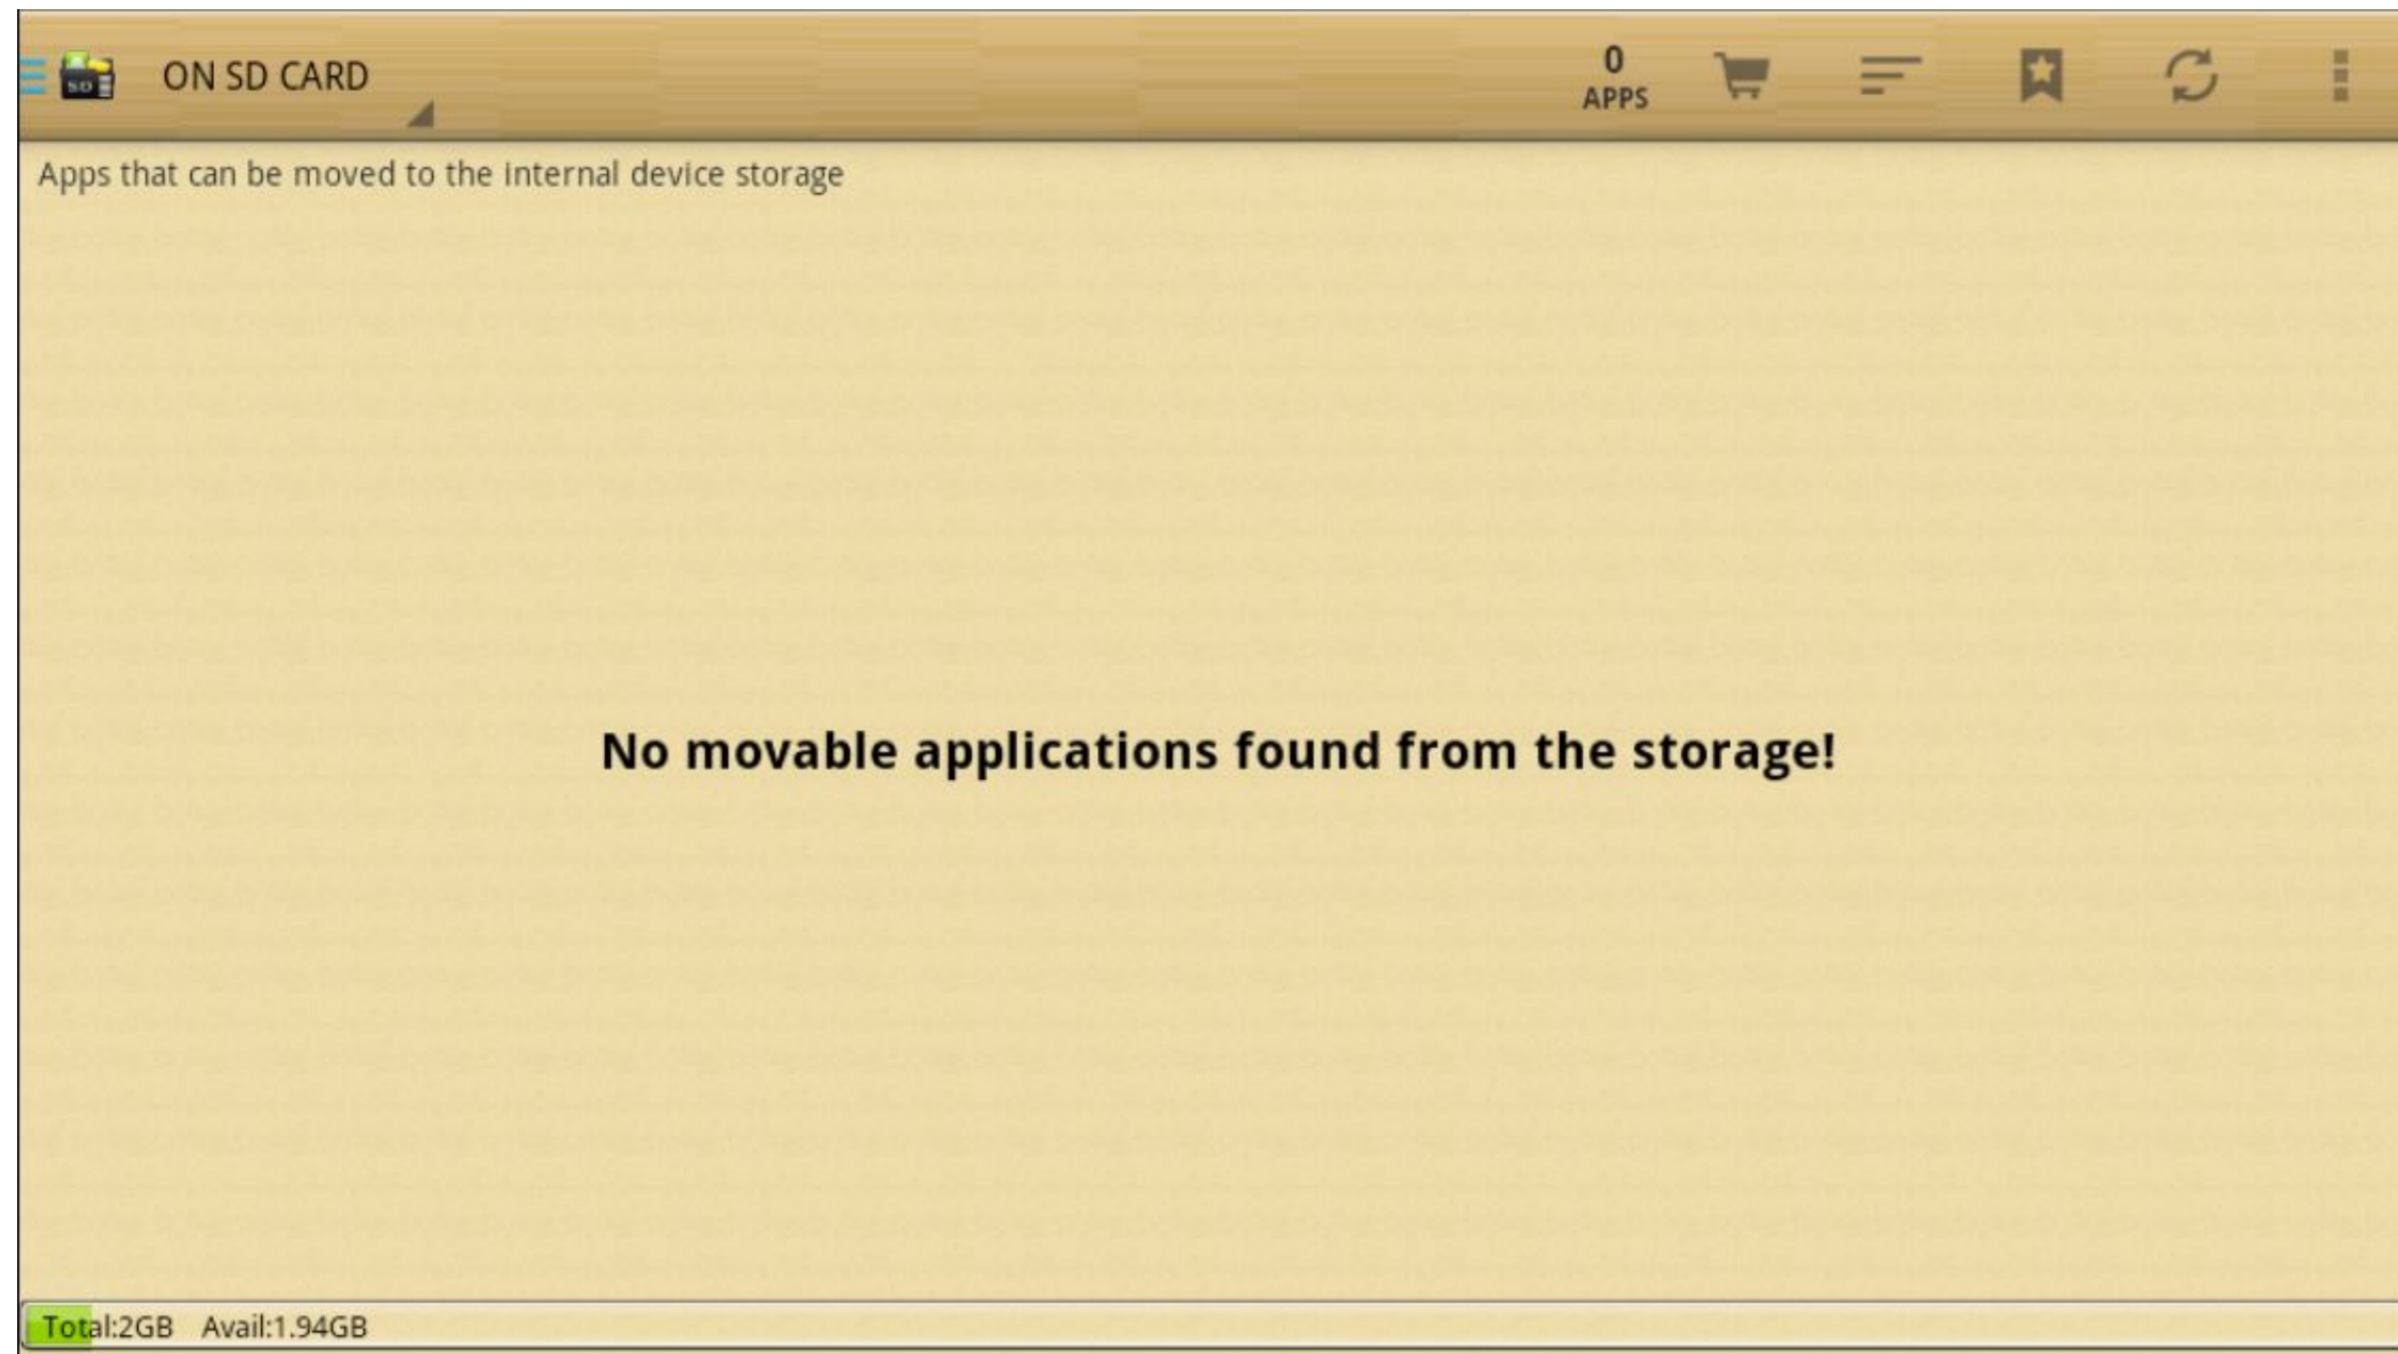 SD
ON SD CARD
0
APPS
Apps that can be moved to the internal device storage
No movable applications found from the storage!
Total:2GB Avail:1.94GB